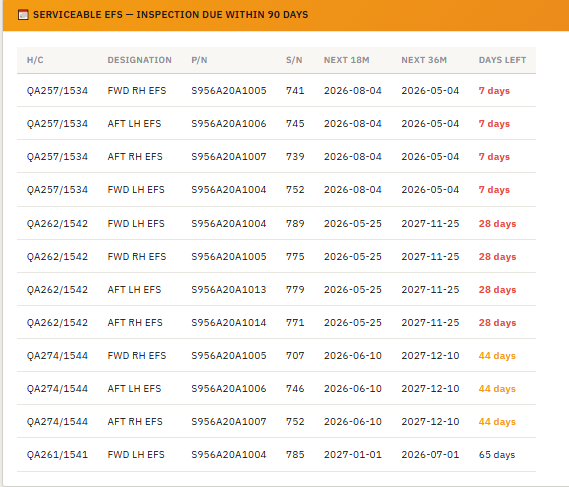 SERVICEABLE EFS — INSPECTION DUE WITHIN 90 DAYS
H/C DESIGNATION P/N S/N NEXT 18M NEXT 36M DAYS LEFT
QA257/1534 FWD RH EFS S956A20A1005 741 2026-08-04 2026-05-04 7 days
QA257/1534 AFT LH EFS S956A20A1006 745 2026-08-04 2026-05-04 7 days
QA257/1534 AFT RH EFS S956A20A1007 739 2026-08-04 2026-05-04 7 days
QA257/1534 FWD LH EFS S956A20A1004 752 2026-08-04 2026-05-04 7 days
QA262/1542 FWD LH EFS S956A20A1004 789 2026-05-25 2027-11-25 28 days
QA262/1542 FWD RH EFS S956A20A1005 775 2026-05-25 2027-11-25 28 days
QA262/1542 AFT LH EFS S956A20A1013 779 2026-05-25 2027-11-25 28 days
QA262/1542 AFT RH EFS S956A20A1014 771 2026-05-25 2027-11-25 28 days
QA274/1544 FWD RH EFS S956A20A1005 707 2026-06-10 2027-12-10 44 days
QA274/1544 AFT LH EFS S956A20A1006 746 2026-06-10 2027-12-10 44 days
QA274/1544 AFT RH EFS S956A20A1007 752 2026-06-10 2027-12-10 44 days
QA261/1541 FWD LH EFS S956A20A1004 785 2027-01-01 2026-07-01 65 days